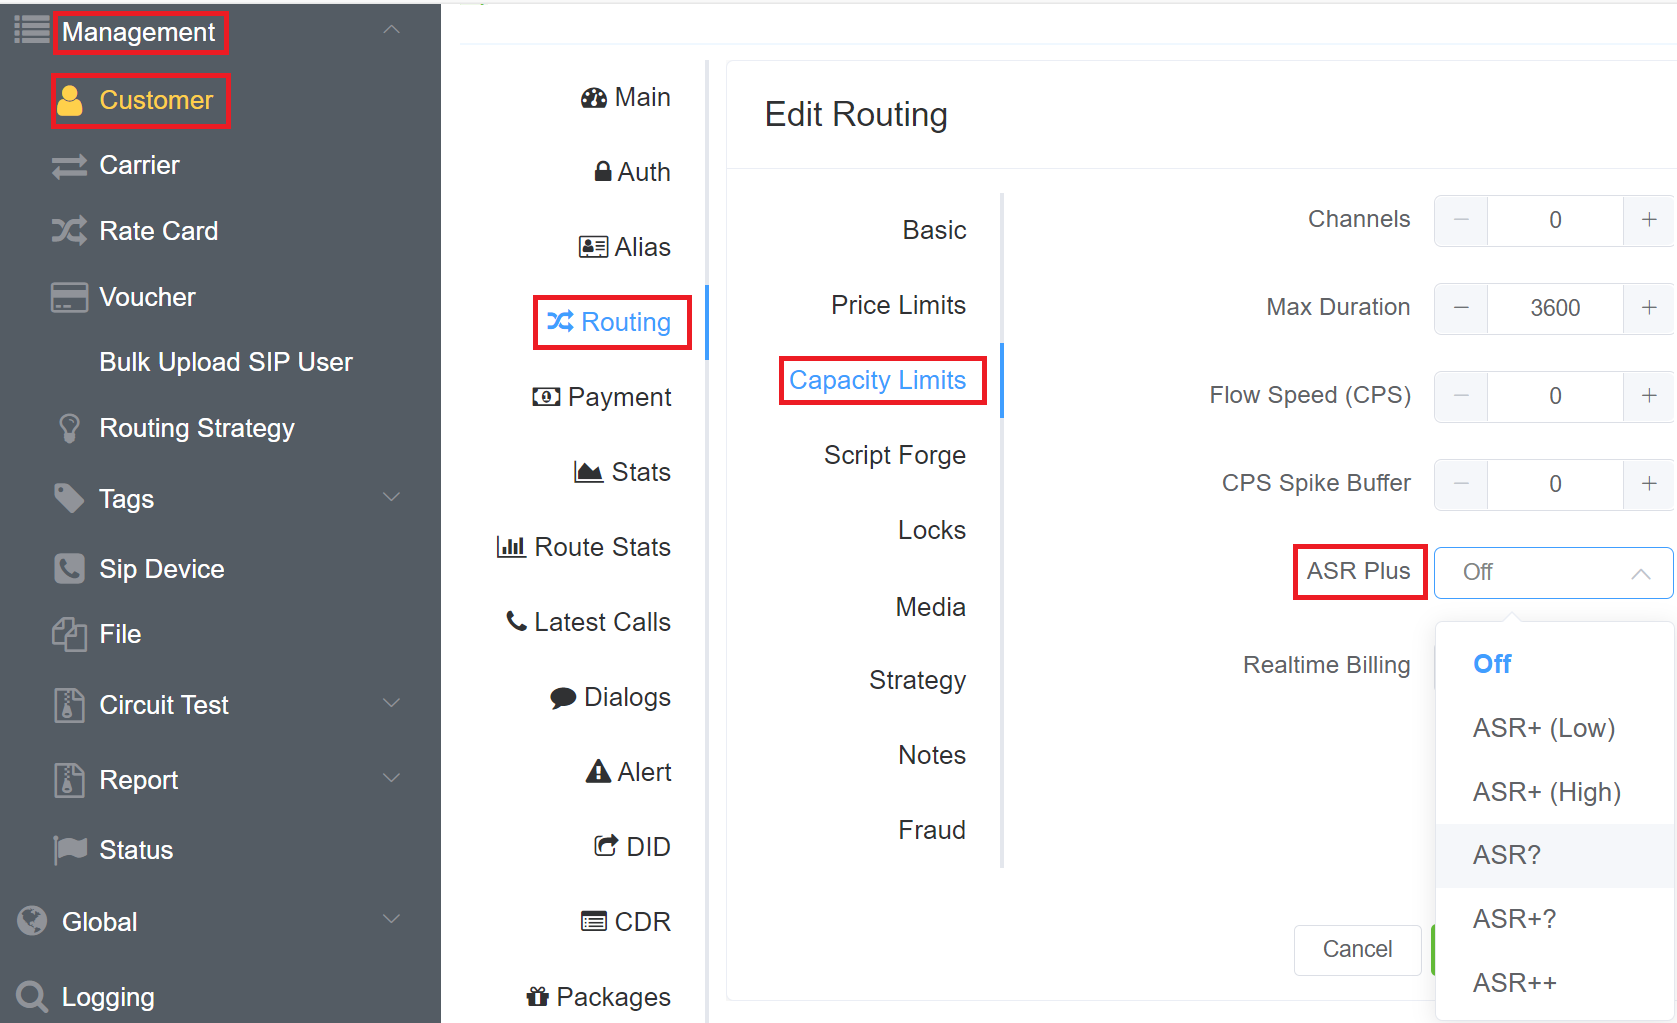 Management
Customer
Carrier
Rate Card
Voucher
Bulk Upload SIP User
Routing Strategy
Tags
Sip Device
File
Circuit Test
Report
Status
Global
Logging
Main
Auth
Alias
Routing
Payment
Stats
Route Stats
Latest Calls
Dialogs
Alert
DID
CDR
Packages
Edit Routing
Basic
Price Limits
Capacity Limits
Script Forge
Locks
Media
Strategy
Notes
Fraud
Channels
0
Max Duration
3600
Flow Speed (CPS)
0
CPS Spike Buffer
0
ASR Plus
Off
Realtime Billing
Off
ASR+ (Low)
ASR+ (High)
ASR?
ASR+?
ASR++
Cancel